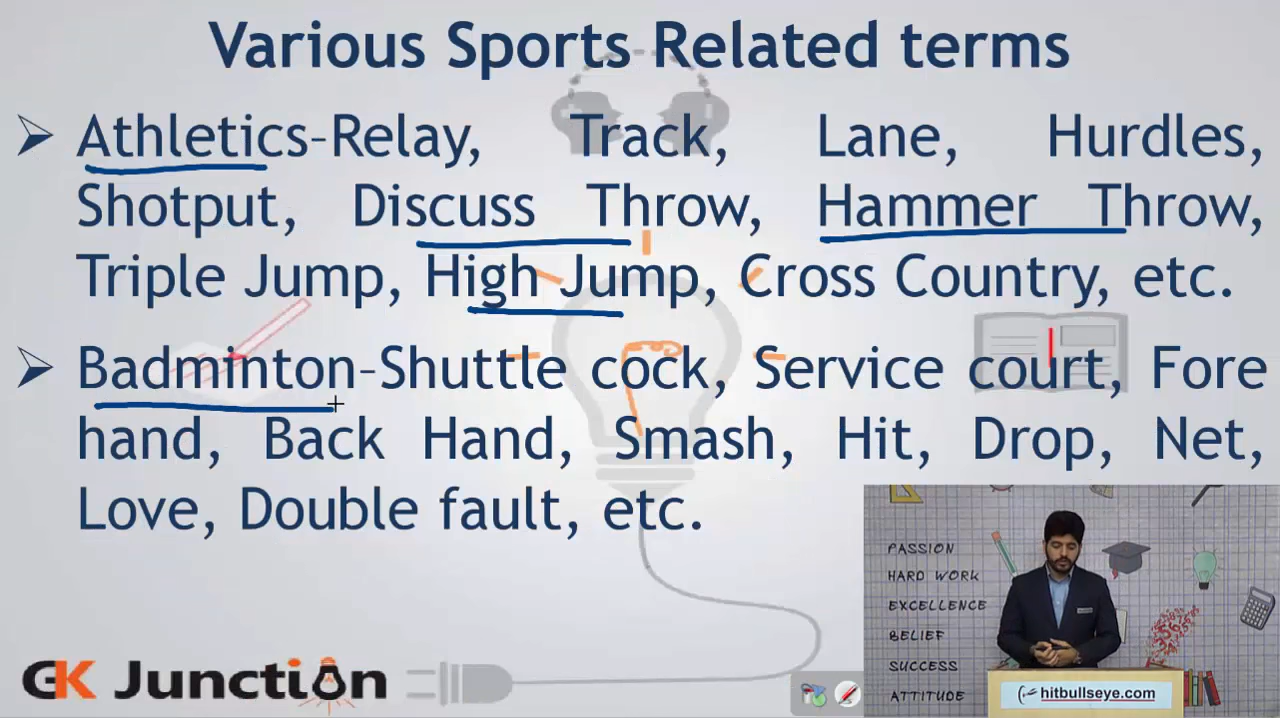 Various Sports Related terms
➢ Athletics–Relay, Track, Lane, Hurdles,
Shotput, Discuss Throw, Hammer Throw,
Triple Jump, High Jump, Cross Country, etc.
➢ Badminton–Shuttle cock, Service court, Fore
hand, Back Hand, Smash, Hit, Drop, Net,
Love, Double fault, etc.
PASSION
HARD WORK
EXCELLENCE
BELIEF
SUCCESS
ATTITUDE
GK Junction
hitbullseye.com